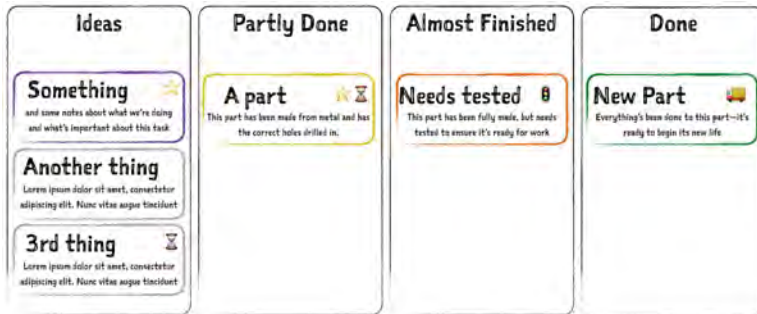 Ideas
Something
and some notes about what we're doing
and what's important about this task
Another thing
Lorem ipsum dolor sit amet, consectetur
adipiscing elit. Nunc vitae augue tincidunt
3rd thing
Lorem ipsum dolor sit amet, consectetur
adipiscing elit. Nunc vitae augue tincidunt
Partly Done
A part
This part has been made from metal and has
the correct holes drilled in.
Almost Finished
Needs tested
This part has been fully made, but needs
tested to ensure it's ready for work
Done
New Part
Everything's been done to this part—it's
ready to begin its new life